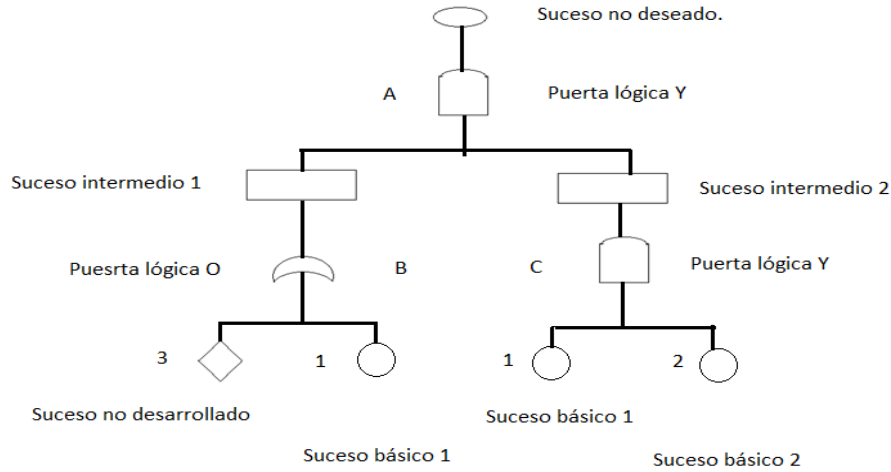 Suceso no deseado.
A
Puerta lógica Y
Suceso intermedio 1
Suceso intermedio 2
Puesrta lógica O
B
C
Puerta lógica Y
3
1
1
2
Suceso no desarrollado
Suceso básico 1
Suceso básico 1
Suceso básico 2